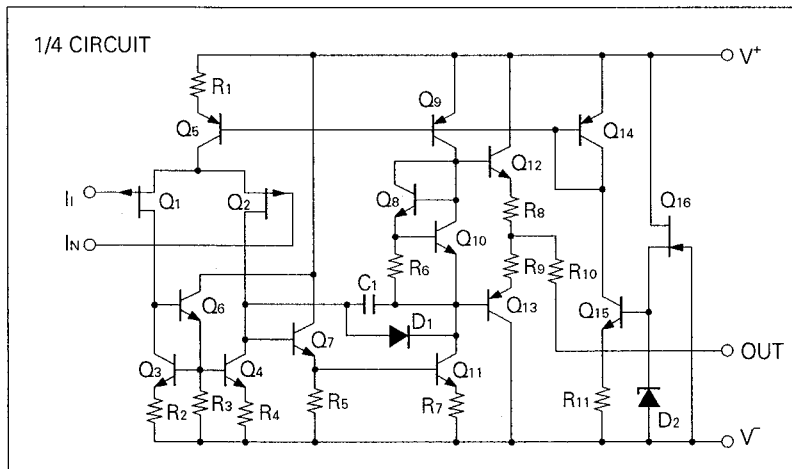 1/4 CIRCUIT
V+
R1
Q9
Q5
Q14
Q12
Q8
Q16
II
Q1
Q2
R8
Q10
IN
R6
R9
R10
C1
Q6
Q13
Q15
D1
Q7
OUT
Q3
Q4
Q11
R2
R3
R4
R5
R7
R11
D2
V-